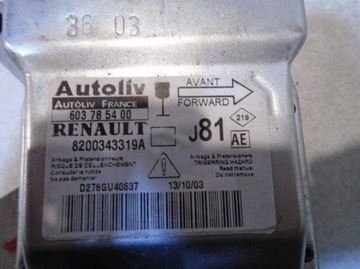 36 03
Autoliv
AUTOLIV FRANCE
603 78 54 00
RENAULT
8200343319A
AVANT
FORWARD
219
J81
AE
Airbags & Pretensionneurs
RISQUE DE DECLENCHEMENT
Consulter la notice
Ne pas démonter
Airbags & Pretensioners
TRIGERRING HAZARD
Read manual
Do not remove
D276GU40637
13/10/03